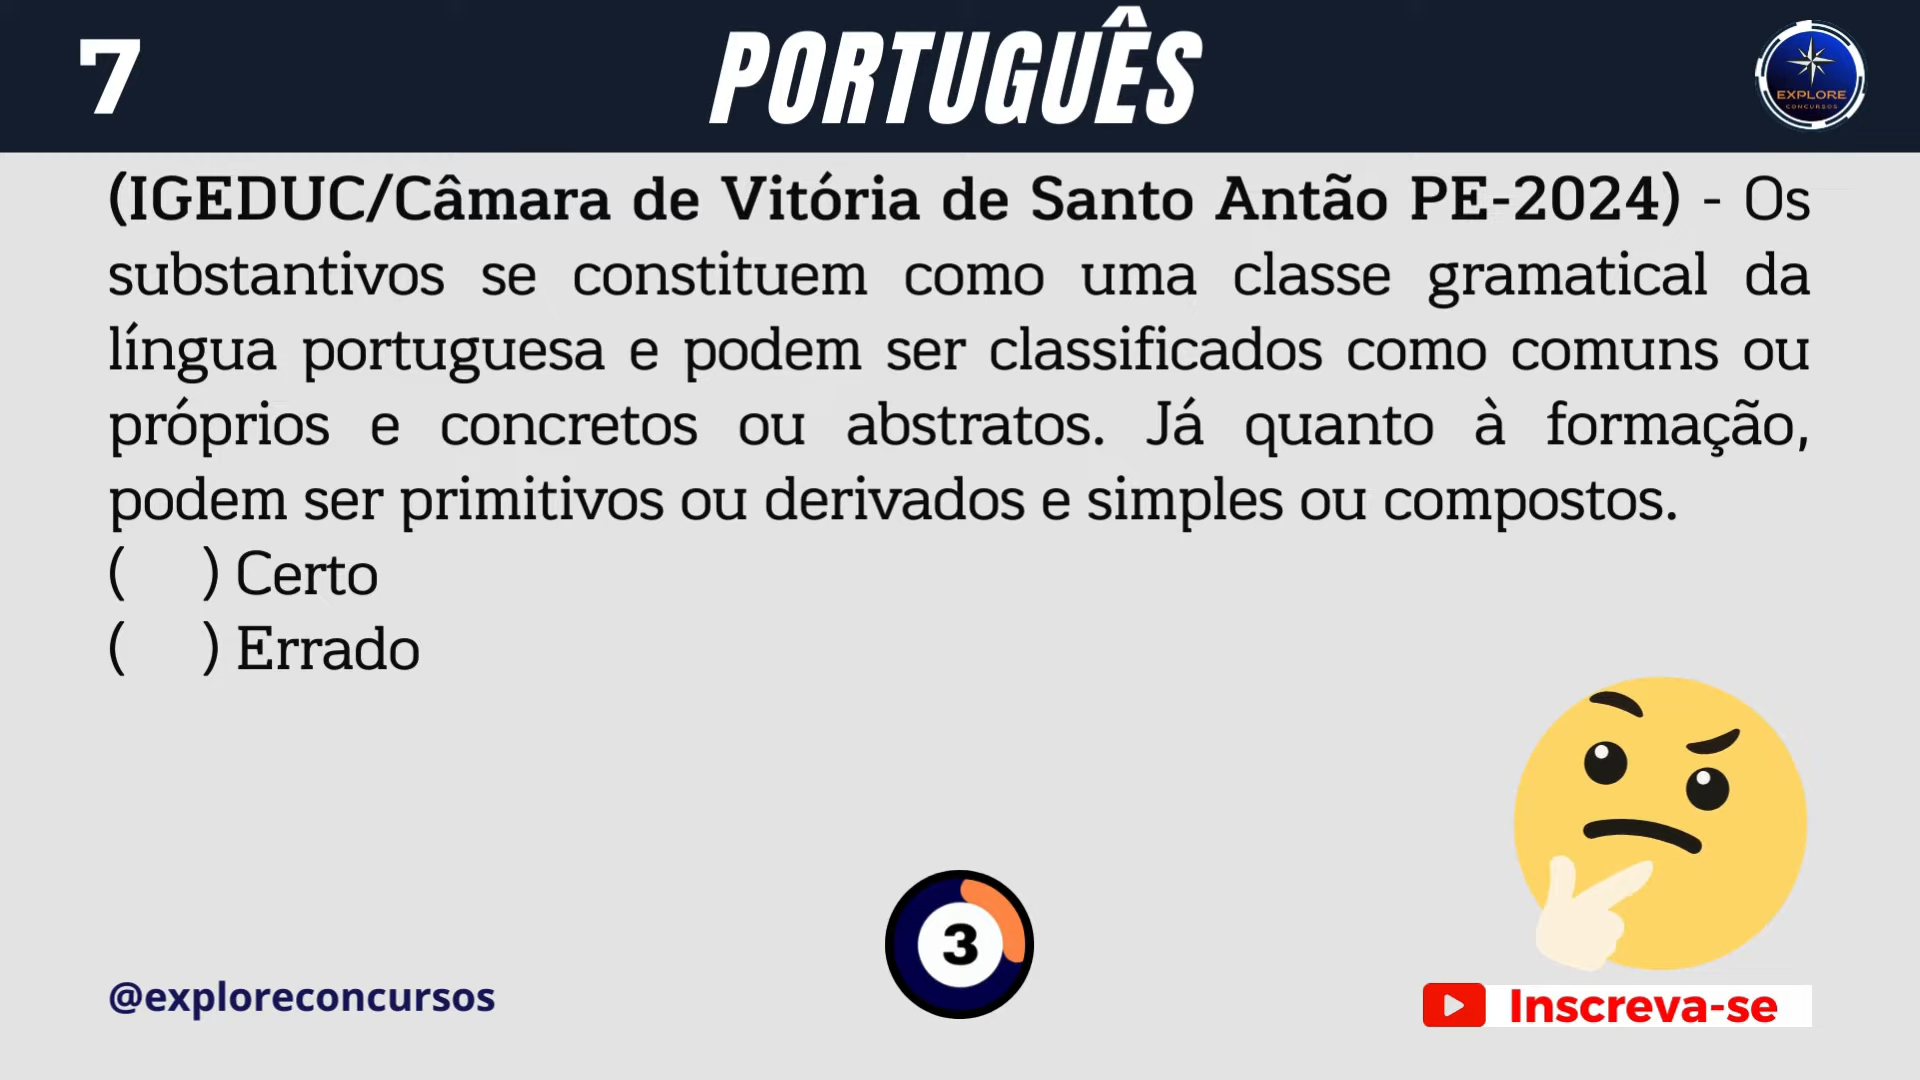 7
PORTUGUÊS
EXPLORE
CONCURSOS
(IGEDUC/Câmara de Vitória de Santo Antão PE-2024) - Os
substantivos se constituem como uma classe gramatical da
língua portuguesa e podem ser classificados como comuns ou
próprios e concretos ou abstratos. Já quanto à formação,
podem ser primitivos ou derivados e simples ou compostos.
( ) Certo
( ) Errado
3
@exploreconcursos
Inscreva-se